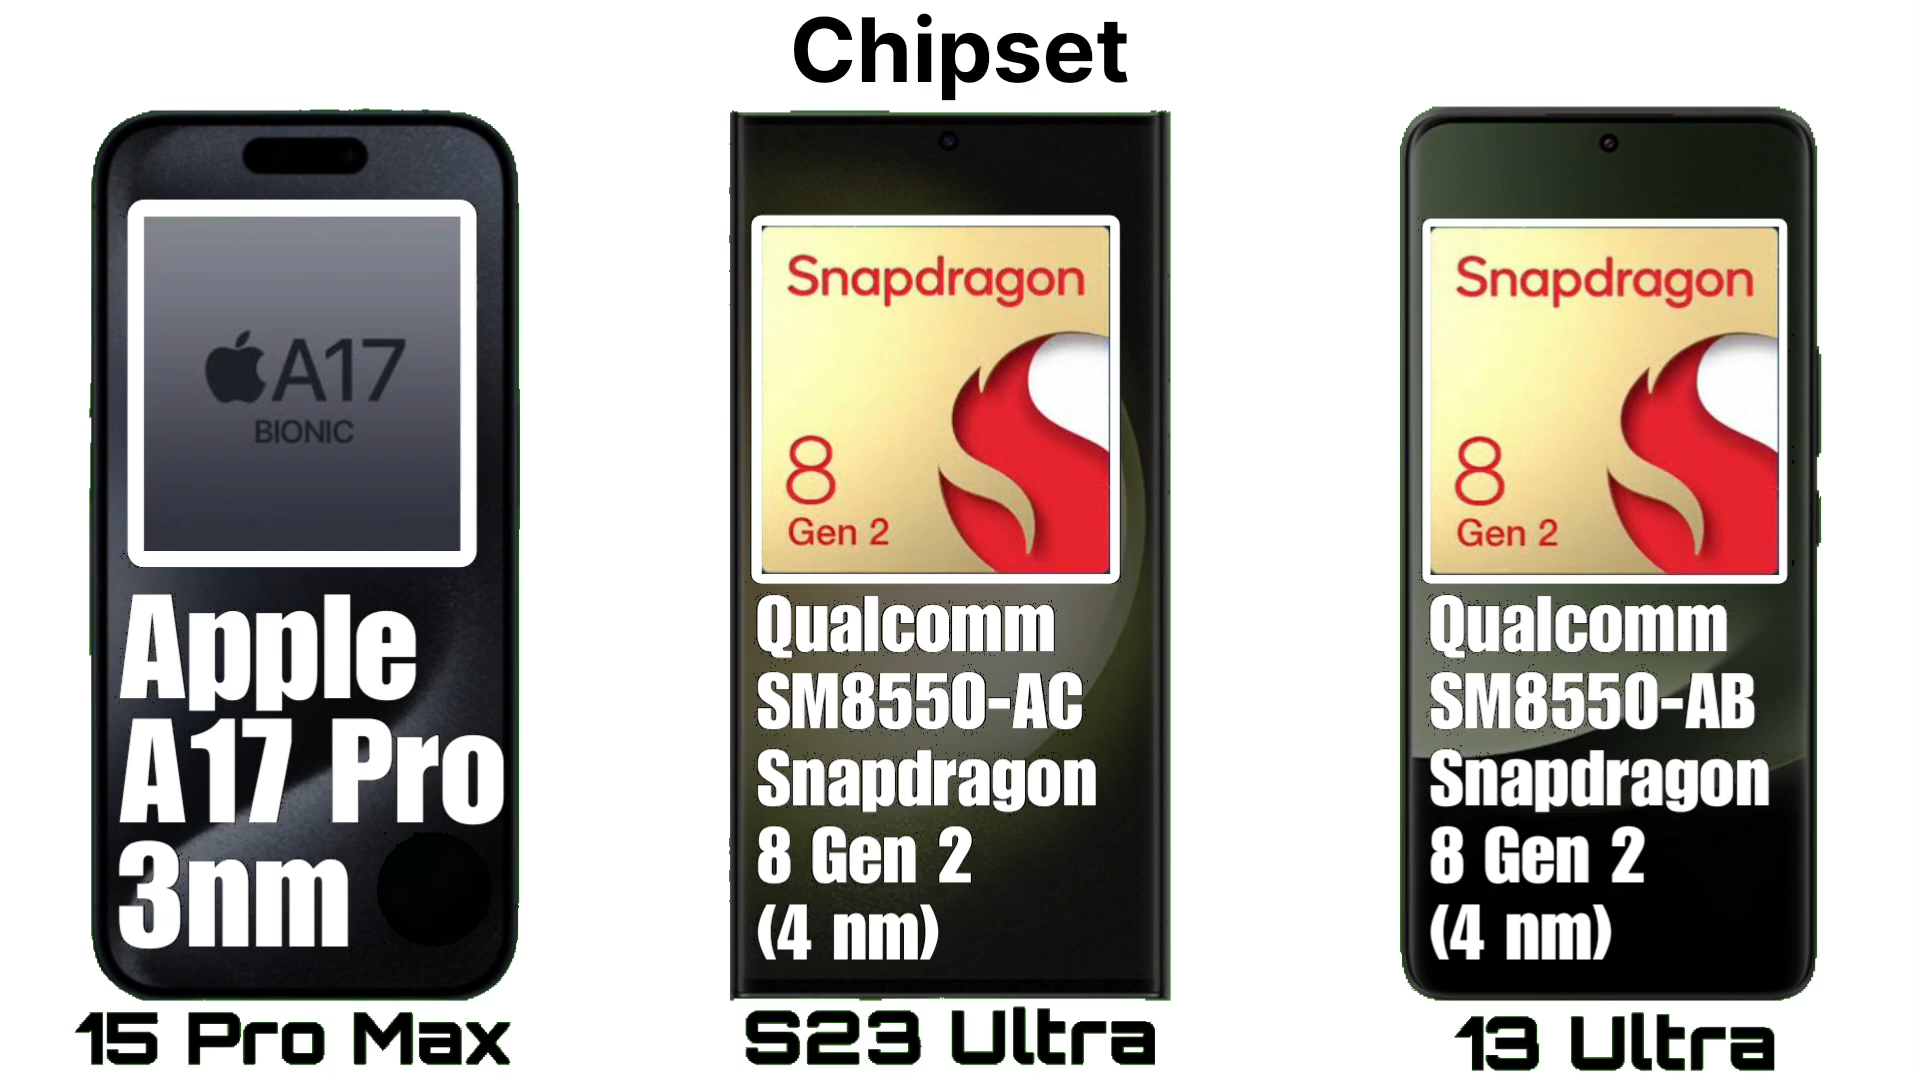 Chipset
A17
BIONIC
Apple
A17 Pro
3nm
15 Pro Max
Snapdragon
8
Gen 2
Qualcomm
SM8550-AC
Snapdragon
8 Gen 2
(4 nm)
S23 Ultra
Snapdragon
8
Gen 2
Qualcomm
SM8550-AB
Snapdragon
8 Gen 2
(4 nm)
13 Ultra